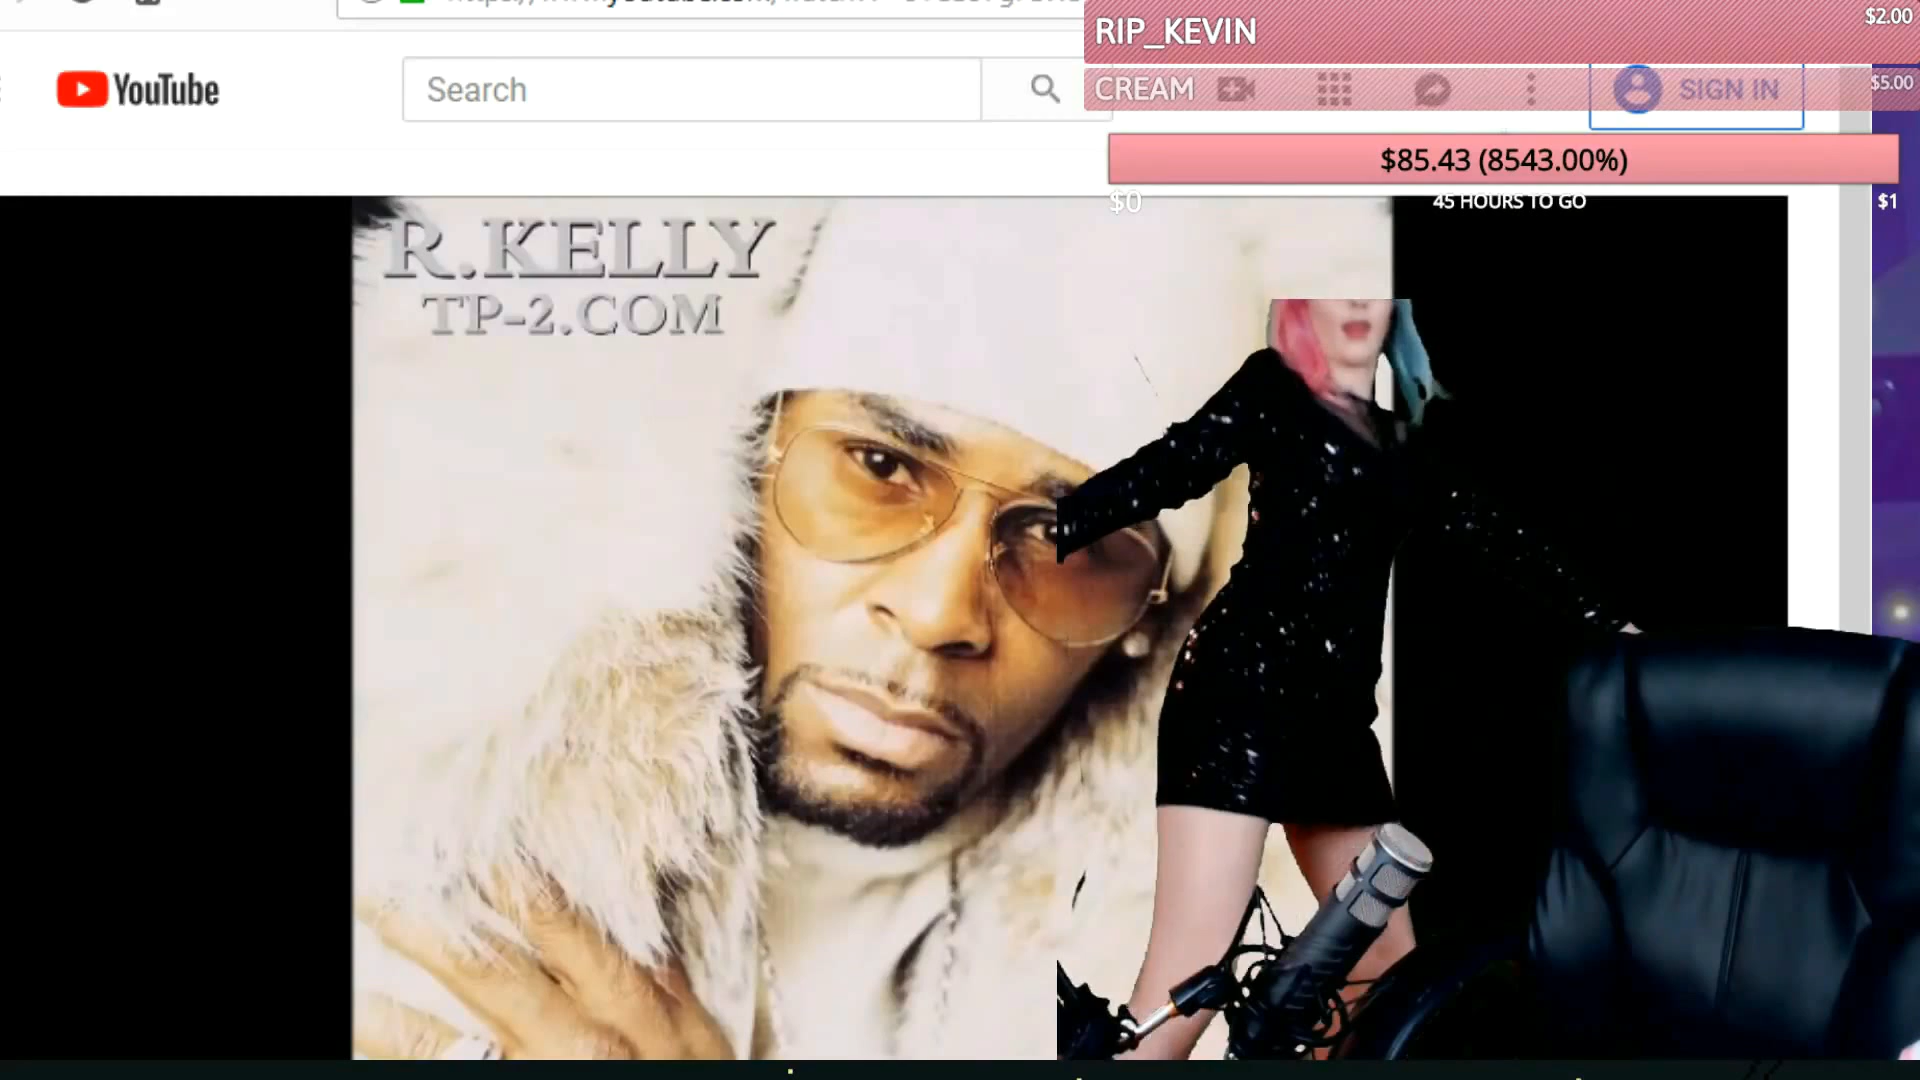 RIP_KEVIN
$2.00
YouTube
Search
CREAM
SIGN IN
$5.00
$85.43 (8543.00%)
$0
45 HOURS TO GO
$1
R.KELLY
TP-2.COM